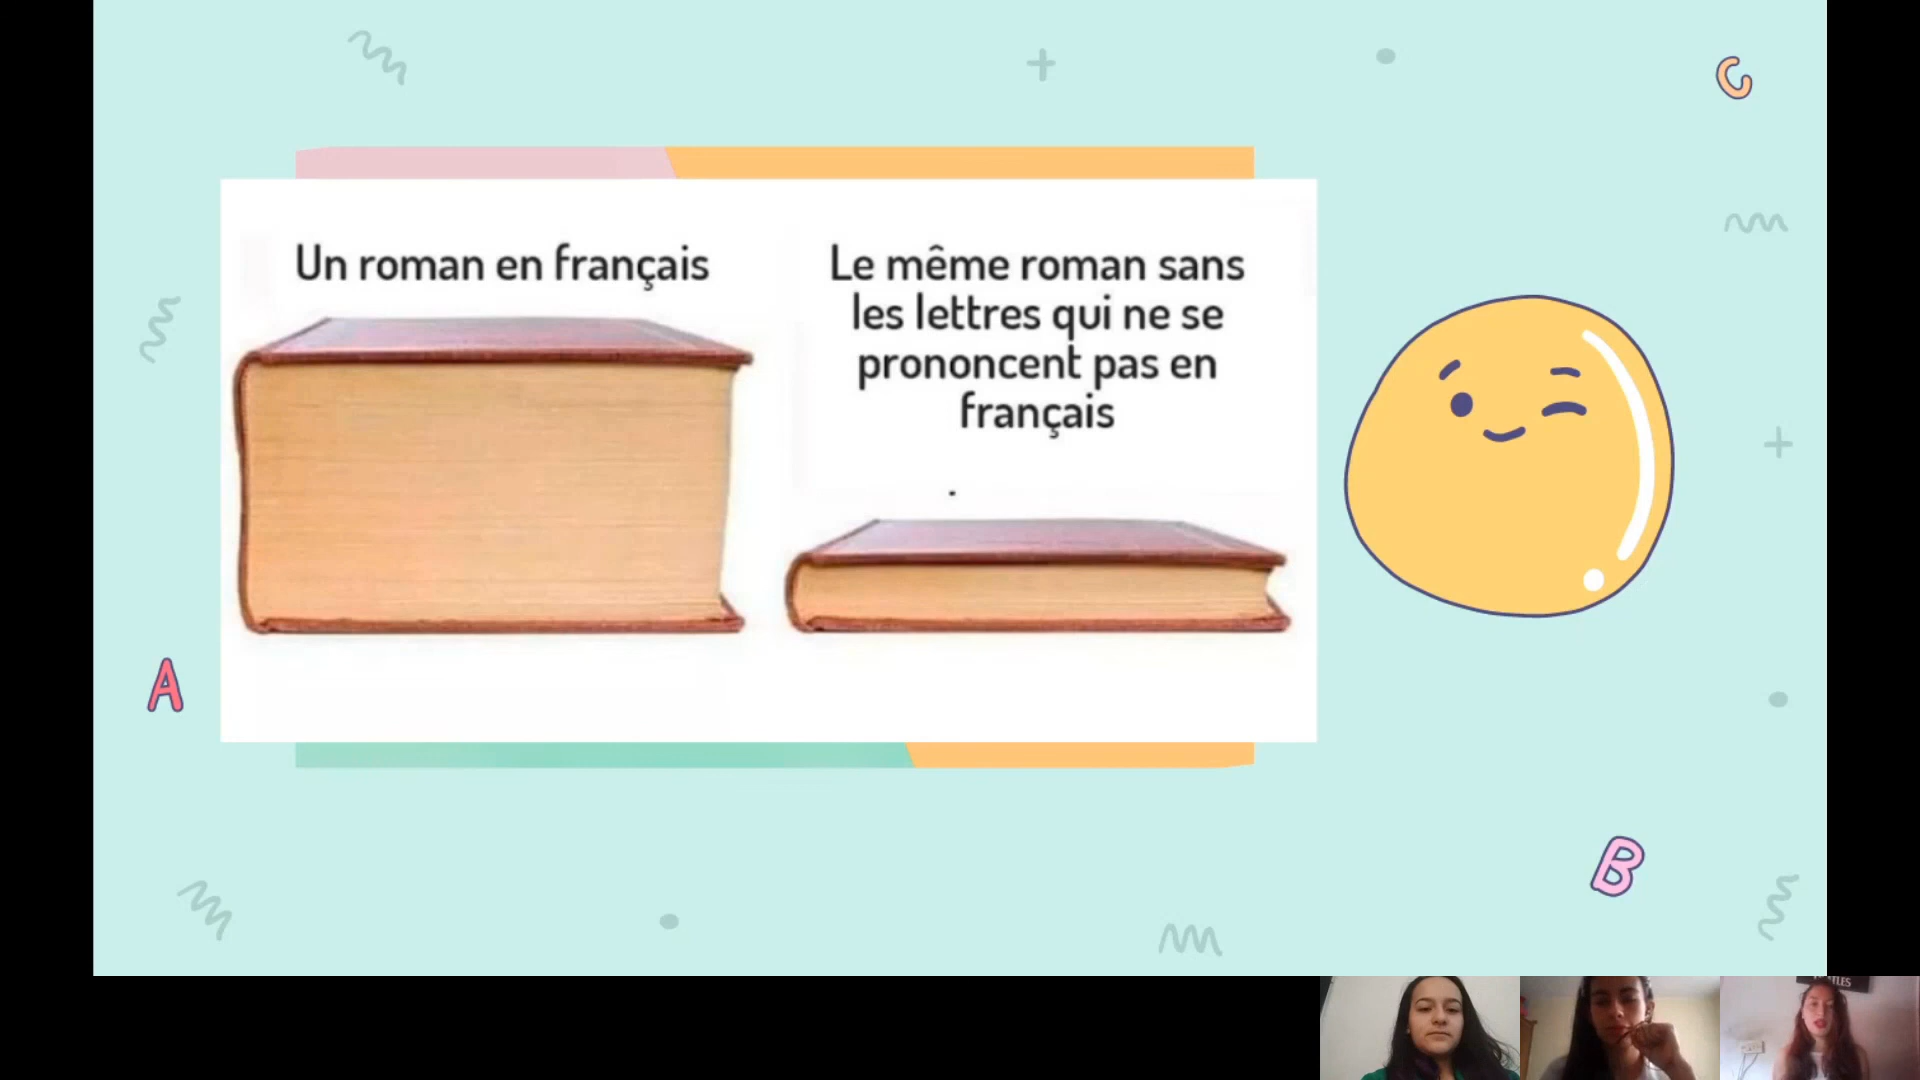 C
Un roman en français
Le même roman sans
les lettres qui ne se
prononcent pas en
français
A
B